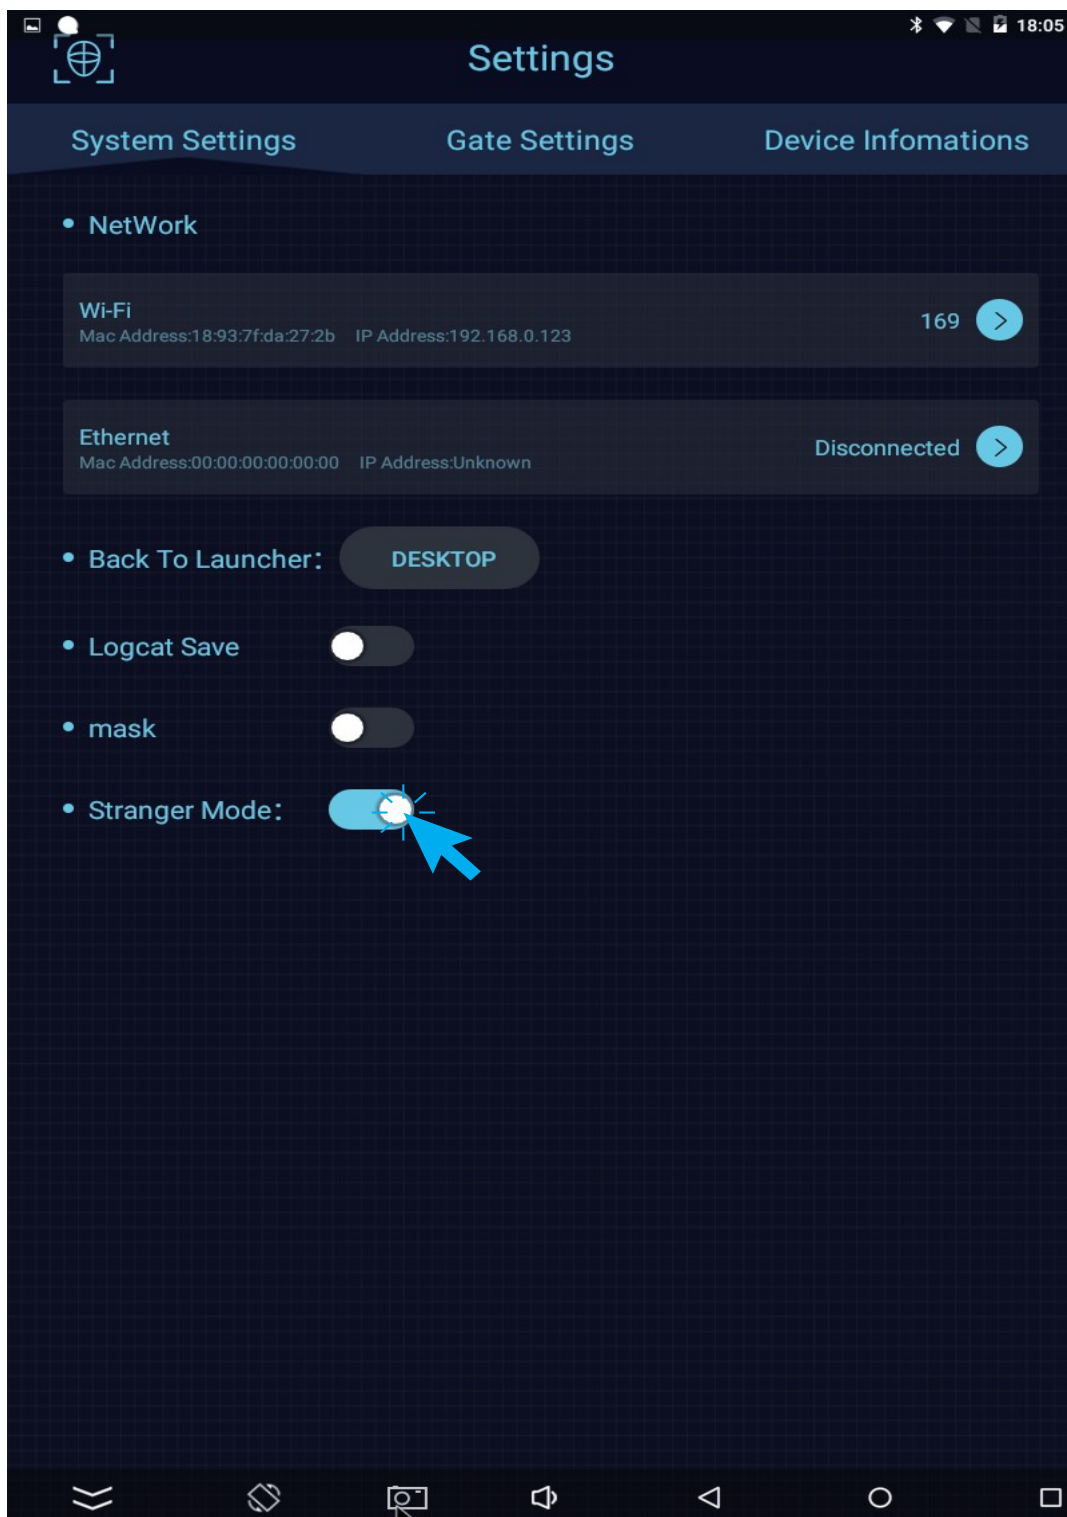 18:05
Settings
System Settings Gate Settings Device Infomations
• NetWork
Wi-Fi
Mac Address:18:93:7f:da:27:2b IP Address:192.168.0.123
169
Ethernet
Mac Address:00:00:00:00:00:00 IP Address:Unknown
Disconnected
• Back To Launcher: DESKTOP
• Logcat Save
• mask
• Stranger Mode: